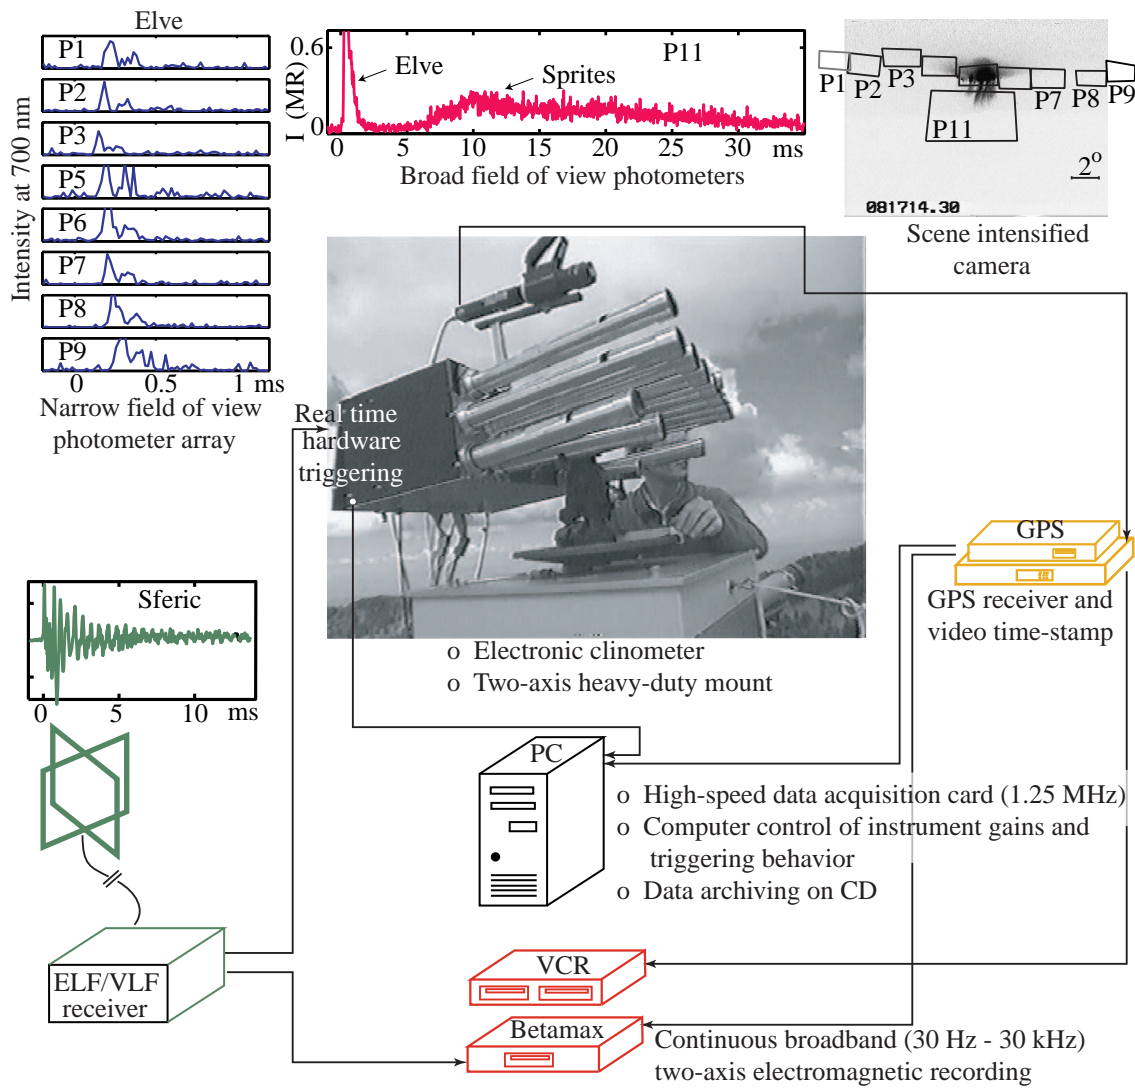 Elve
Intensity at 700 nm
P1
P2
P3
P5
P6
P7
P8
P9
0 0.5 1 ms
Narrow field of view
photometer array
I (MR)
0.6
0
Elve
Sprites
P11
0 5 10 15 20 25 30 ms
Broad field of view photometers
P1 P2 P3 P7 P8 P9
P11
2o
081714.30
Scene intensified
camera
Real time
hardware
triggering
GPS
GPS receiver and
video time-stamp
Sferic
0 5 10 ms
o Electronic clinometer
o Two-axis heavy-duty mount
PC
o High-speed data acquisition card (1.25 MHz)
o Computer control of instrument gains and
triggering behavior
o Data archiving on CD
ELF/VLF
receiver
VCR
Betamax
Continuous broadband (30 Hz - 30 kHz)
two-axis electromagnetic recording